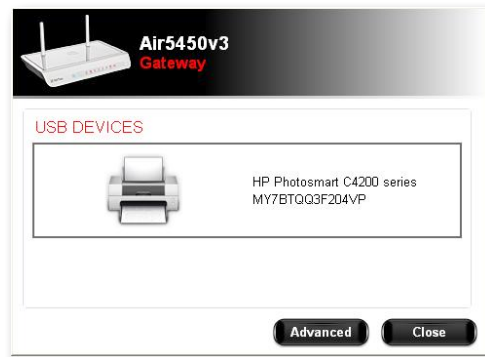 Air5450v3
Gateway
USB DEVICES
HP Photosmart C4200 series
MY7BTQQ3F204VP
Advanced
Close